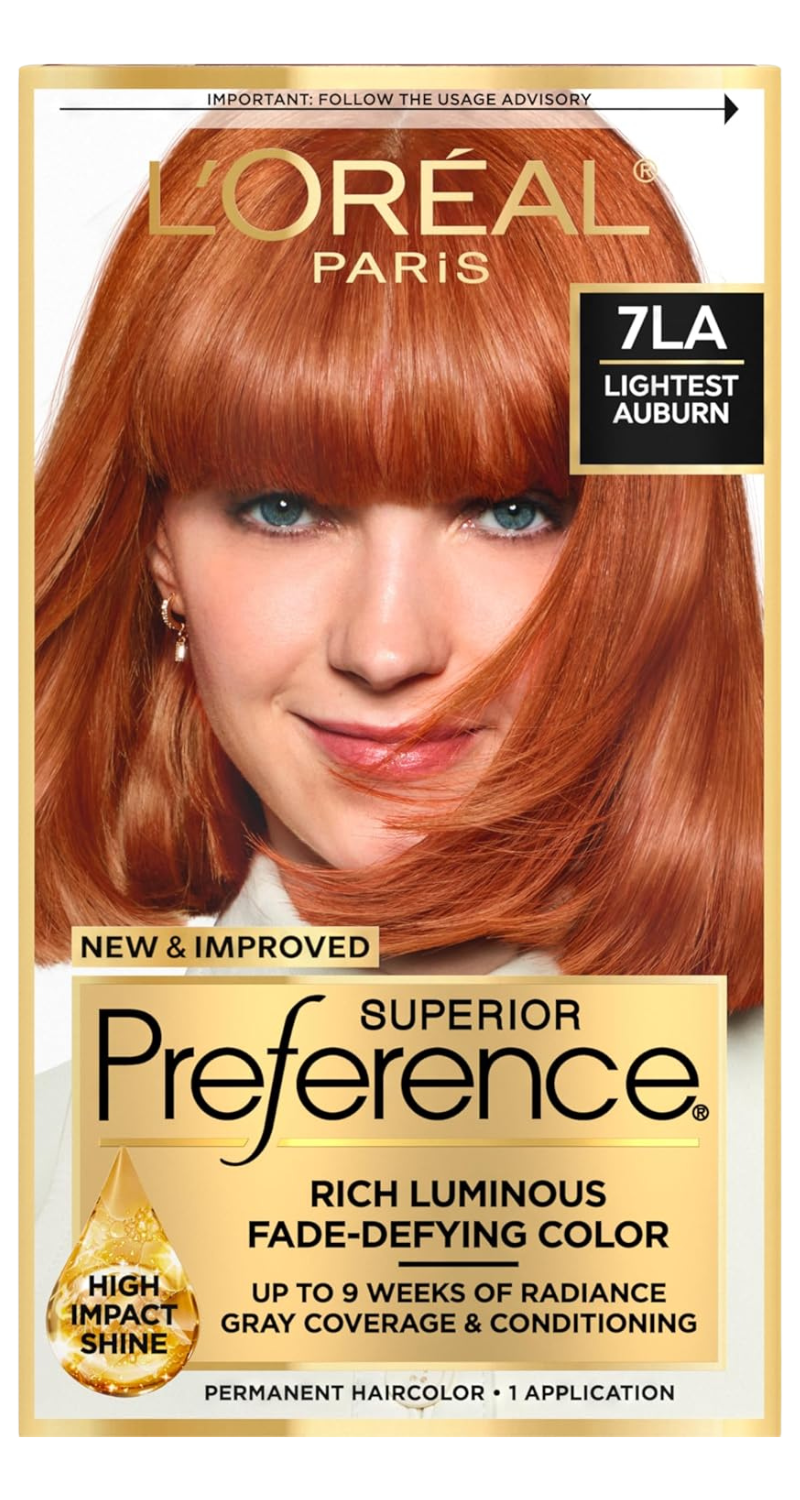 IMPORTANT: FOLLOW THE USAGE ADVISORY
L'ORÉAL®
PARiS
7LA
LIGHTEST
AUBURN
NEW & IMPROVED
SUPERIOR
Preference®
RICH LUMINOUS
FADE-DEFYING COLOR
UP TO 9 WEEKS OF RADIANCE
GRAY COVERAGE & CONDITIONING
HIGH
IMPACT
SHINE
PERMANENT HAIRCOLOR • 1 APPLICATION